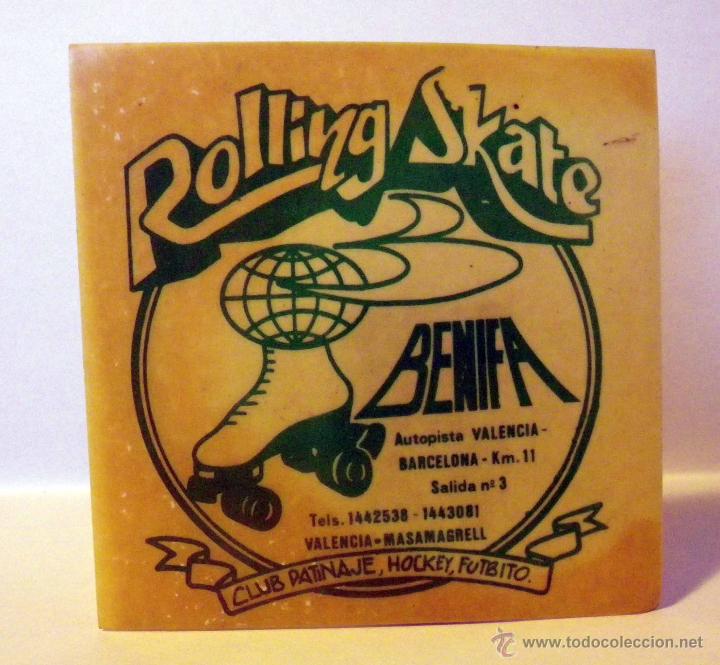 Rolling Skate
BENIFA
Autopista VALENCIA-
BARCELONA - Km. 11
Salida nº 3
Tels. 1442538 - 1443081
VALENCIA - MASAMAGRELL
CLUB PATINAJE, HOCKEY, FUTBITO.
© www.todocoleccion.net